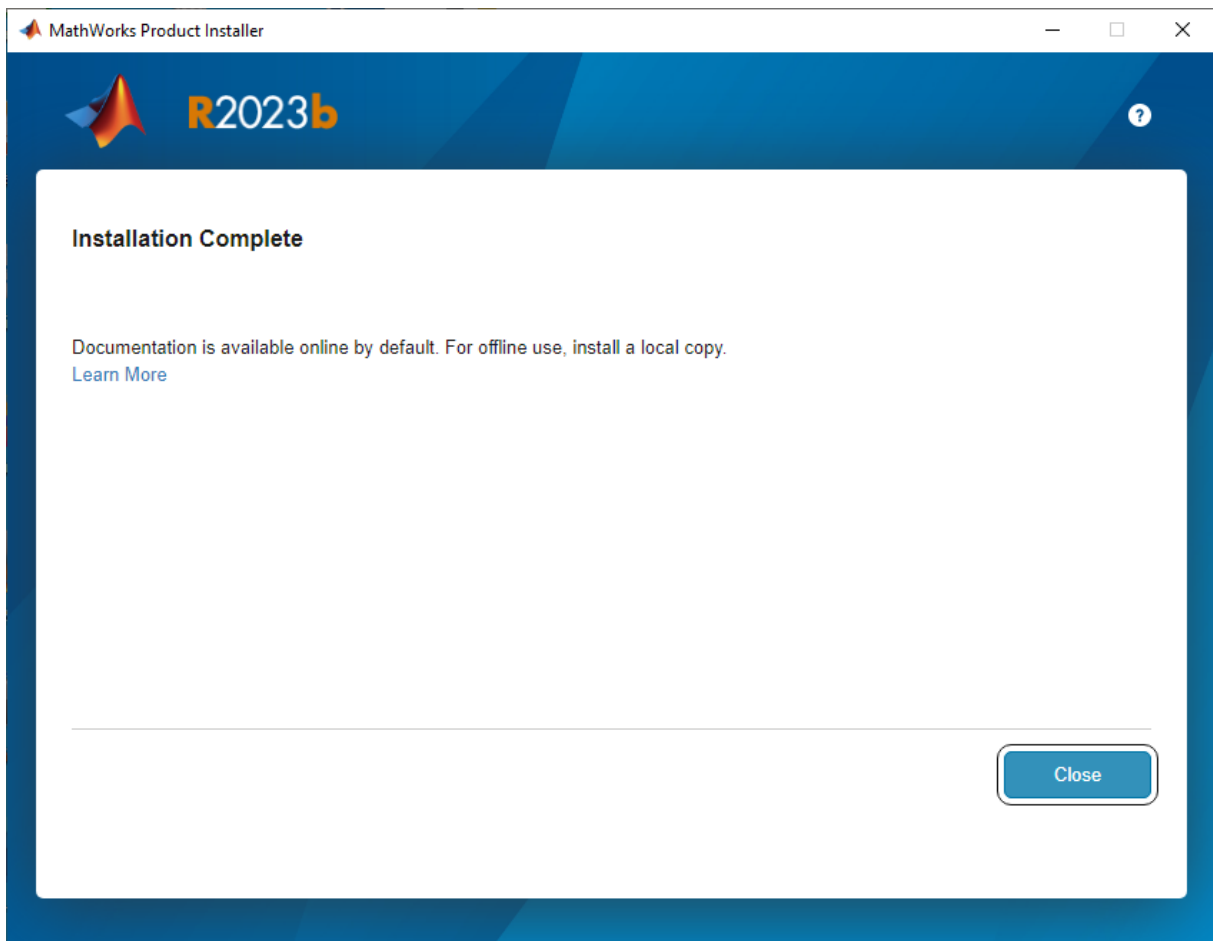 MathWorks Product Installer
R2023b
?
Installation Complete
Documentation is available online by default. For offline use, install a local copy.
Learn More
Close